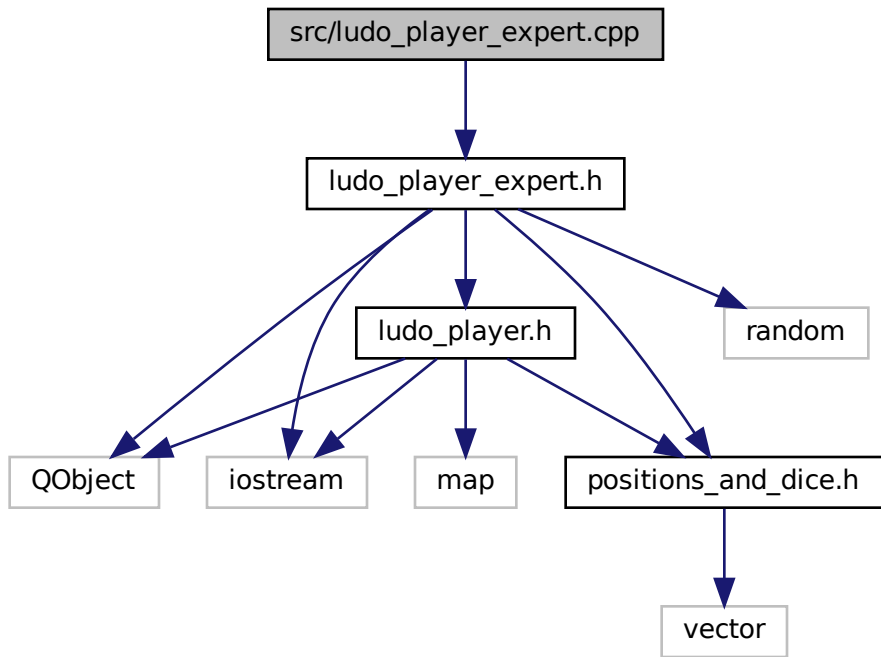 src/ludo_player_expert.cpp
ludo_player_expert.h
ludo_player.h
random
QObject
iostream
map
positions_and_dice.h
vector